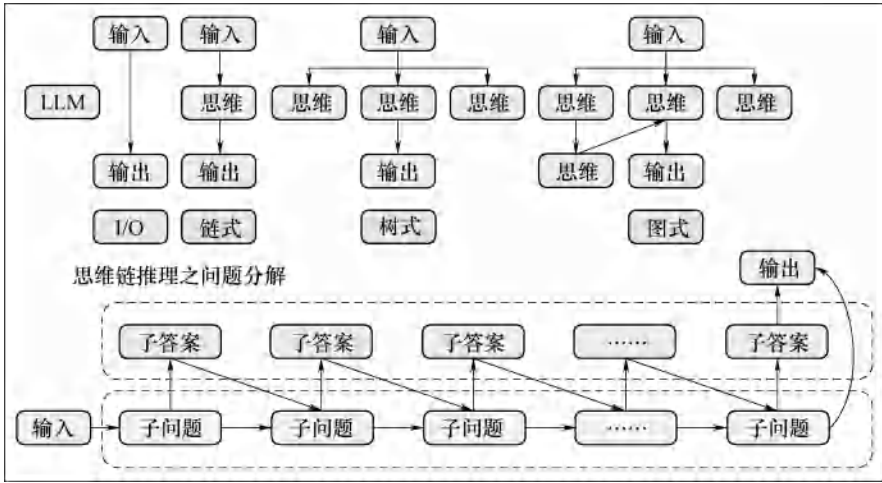 输入 输入 输入 输入
LLM 思维 思维 思维 思维 思维 思维 思维
输出 输出 输出 思维 输出
I/O 链式 树式 图式
思维链推理之问题分解
输出
子答案 子答案 子答案 …… 子答案
输入 子问题 子问题 子问题 …… 子问题